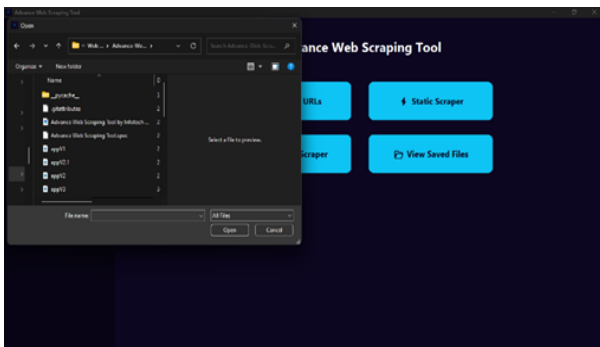 Advance Web Scraping Tool
Open
Web ... > Advance Wo...
Search Advance Web Scra...
Organize
New folder
Name
__pycache__
.gitattributes
Advance Web Scraping Tool by Infotech ...
Advance Web Scraping Tool.spec
appV1
appV2.1
appV2
appV3
Select a file to preview.
File name:
All Files
Open
Cancel
ance Web Scraping Tool
URLs
Static Scraper
Scraper
View Saved Files